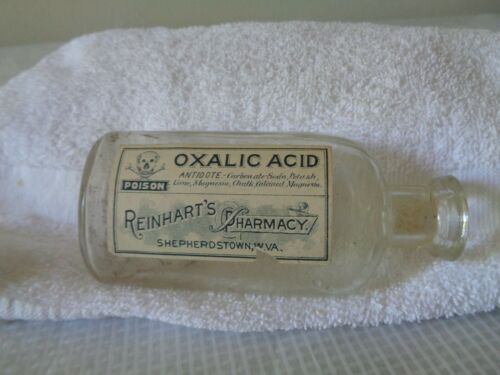 OXALIC ACID
POISON
ANTIDOTE-Carbonate Soda, Potash,
Lime, Magnesia, Chalk, Calcined Magnesia.
REINHART'S PHARMACY.
SHEPHERDSTOWN, W. VA.